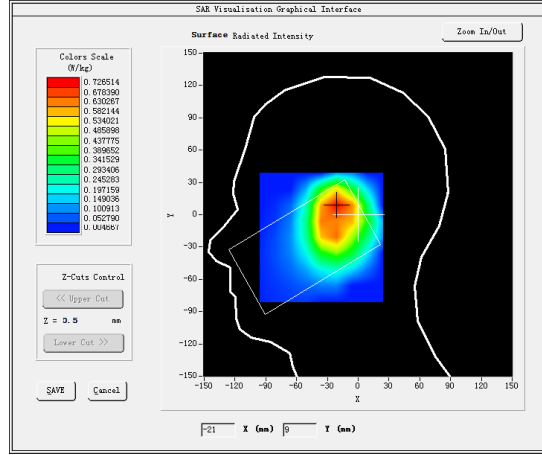 SAR Visualisation Graphical Interface
Surface Radiated Intensity
Zoom In/Out
Colors Scale
(W/kg)
0.726514
0.678390
0.630267
0.582144
0.534021
0.485898
0.437775
0.389652
0.341529
0.293406
0.245283
0.197159
0.149036
0.100913
0.052790
0.004667
150-
120-
90-
60-
30-
0-
-30-
-60-
-90-
-120-
-150-
Y
-150 -120 -90 -60 -30 0 30 60 90 120 150
X
Z-Cuts Control
<< Upper Cut
Z = 0.5 mm
Lower Cut >>
SAVE Cancel
-21 X (mm) 9 Y (mm)